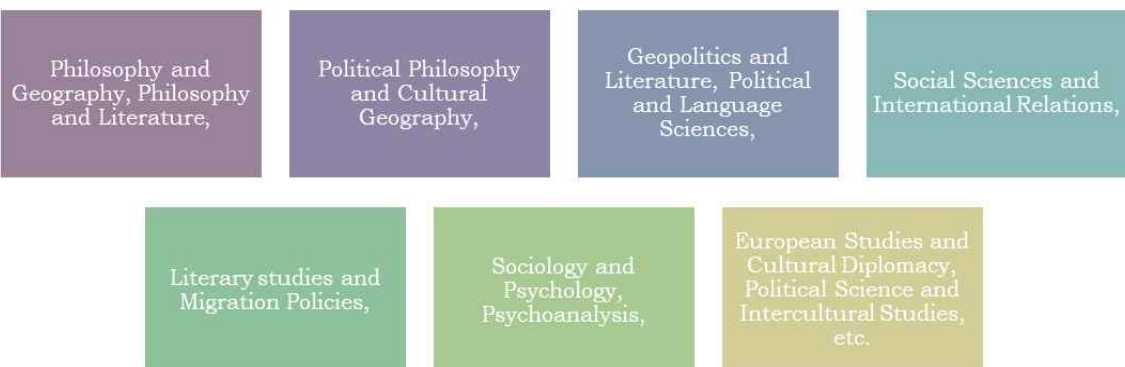 Philosophy and
Geography, Philosophy
and Literature,
Political Philosophy
and Cultural
Geography,
Geopolitics and
Literature, Political
and Language
Sciences,
Social Sciences and
International Relations,
Literary studies and
Migration Policies,
Sociology and
Psychology,
Psychoanalysis,
European Studies and
Cultural Diplomacy,
Political Science and
Intercultural Studies,
etc.